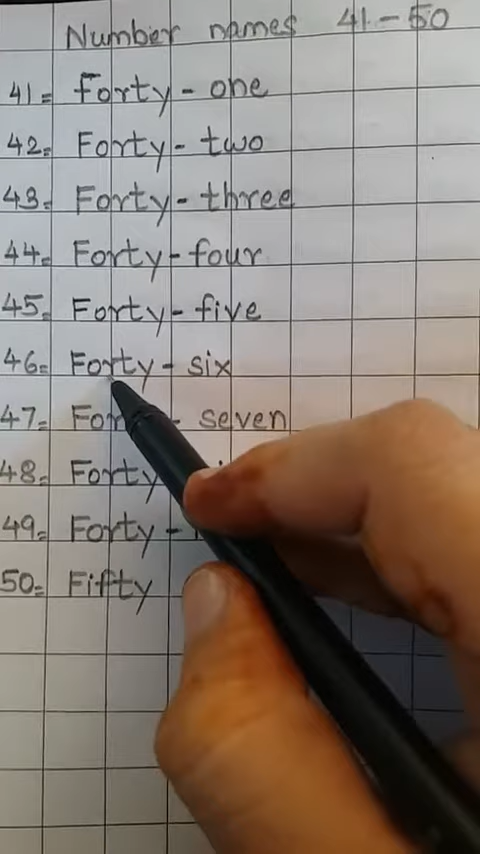 Number names 41-50
41= Forty-one
42= Forty-two
43= Forty-three
44= Forty-four
45= Forty-five
46= Forty-six
47= - seven
48= Forty
49= Forty-
50= Fifty